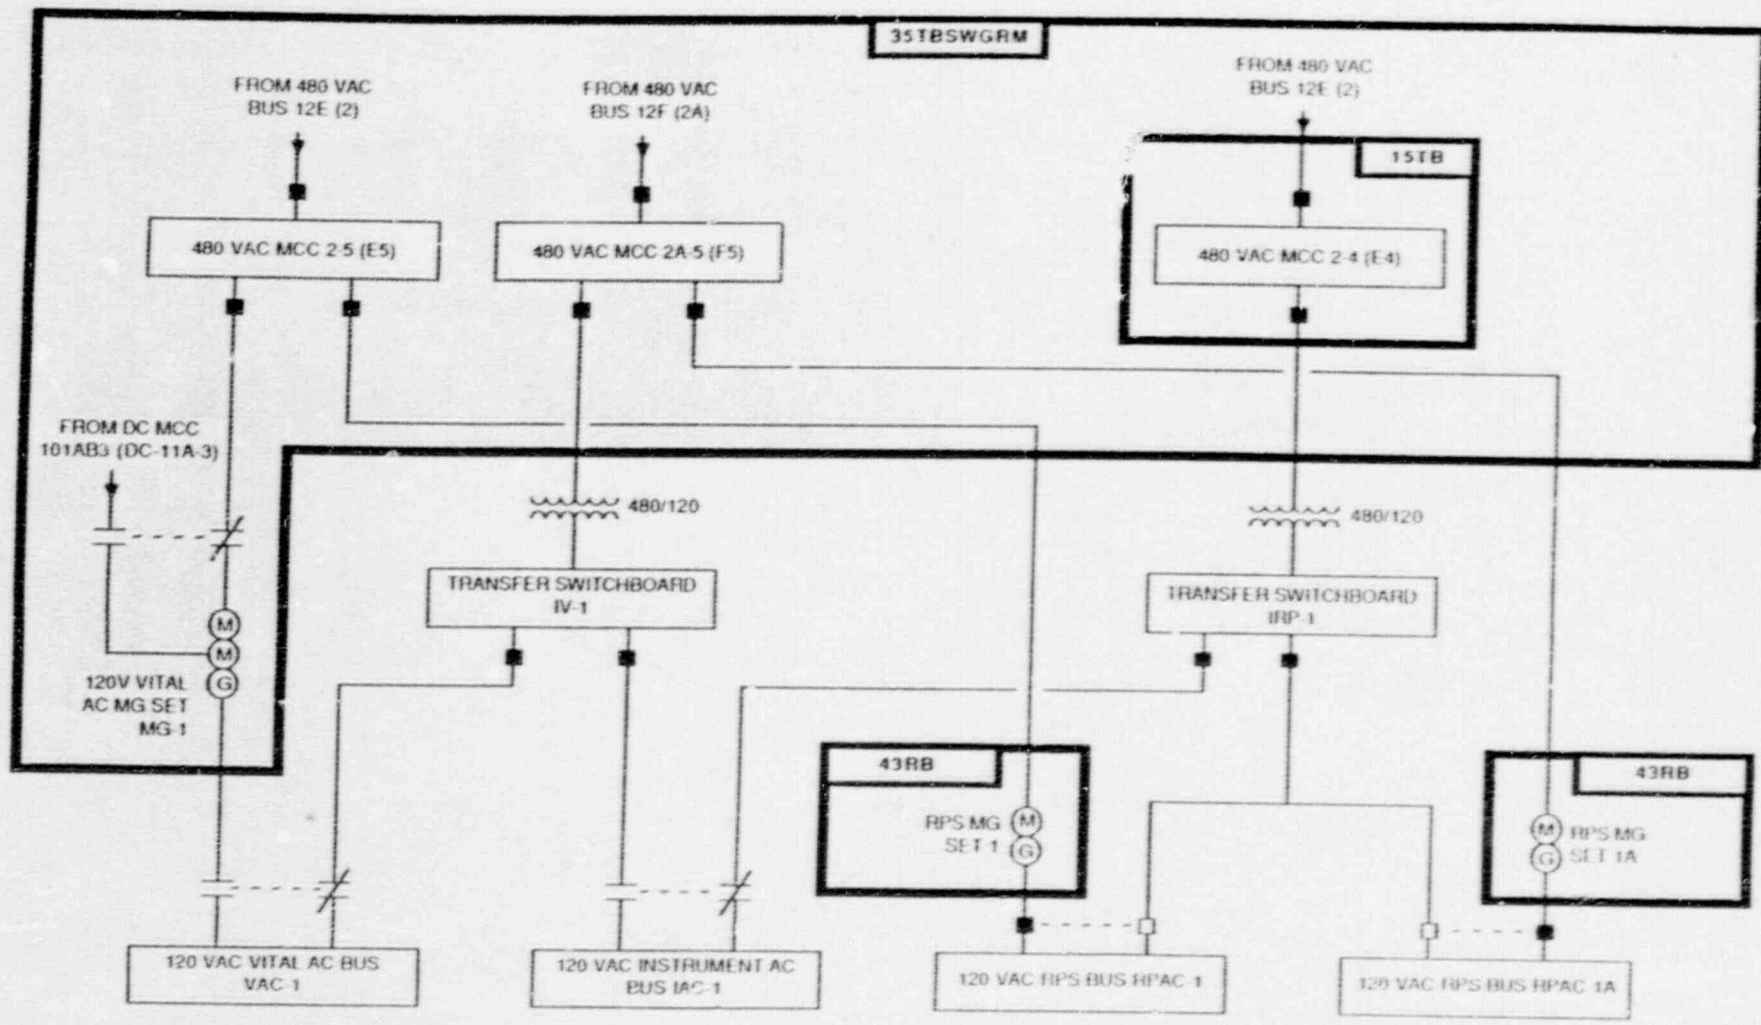 35TBSWGRM
FROM 480 VAC
BUS 12E (2)
FROM 480 VAC
BUS 12F (2A)
FROM 480 VAC
BUS 12E (2)
15TB
480 VAC MCC 2-5 (E5)
480 VAC MCC 2A-5 (F5)
480 VAC MCC 2-4 (E4)
FROM DC MCC
101AB3 (DC-11A-3)
480/120
480/120
TRANSFER SWITCHBOARD
IV-1
TRANSFER SWITCHBOARD
IRP-1
M
M
G
120V VITAL
AC MG SET
MG-1
43RB
43RB
RPS MG
SET 1
M
G
M
G
RPS MG
SET 1A
120 VAC VITAL AC BUS
VAC-1
120 VAC INSTRUMENT AC
BUS IAC-1
120 VAC RPS BUS RPAC-1
120 VAC RPS BUS RPAC 1A